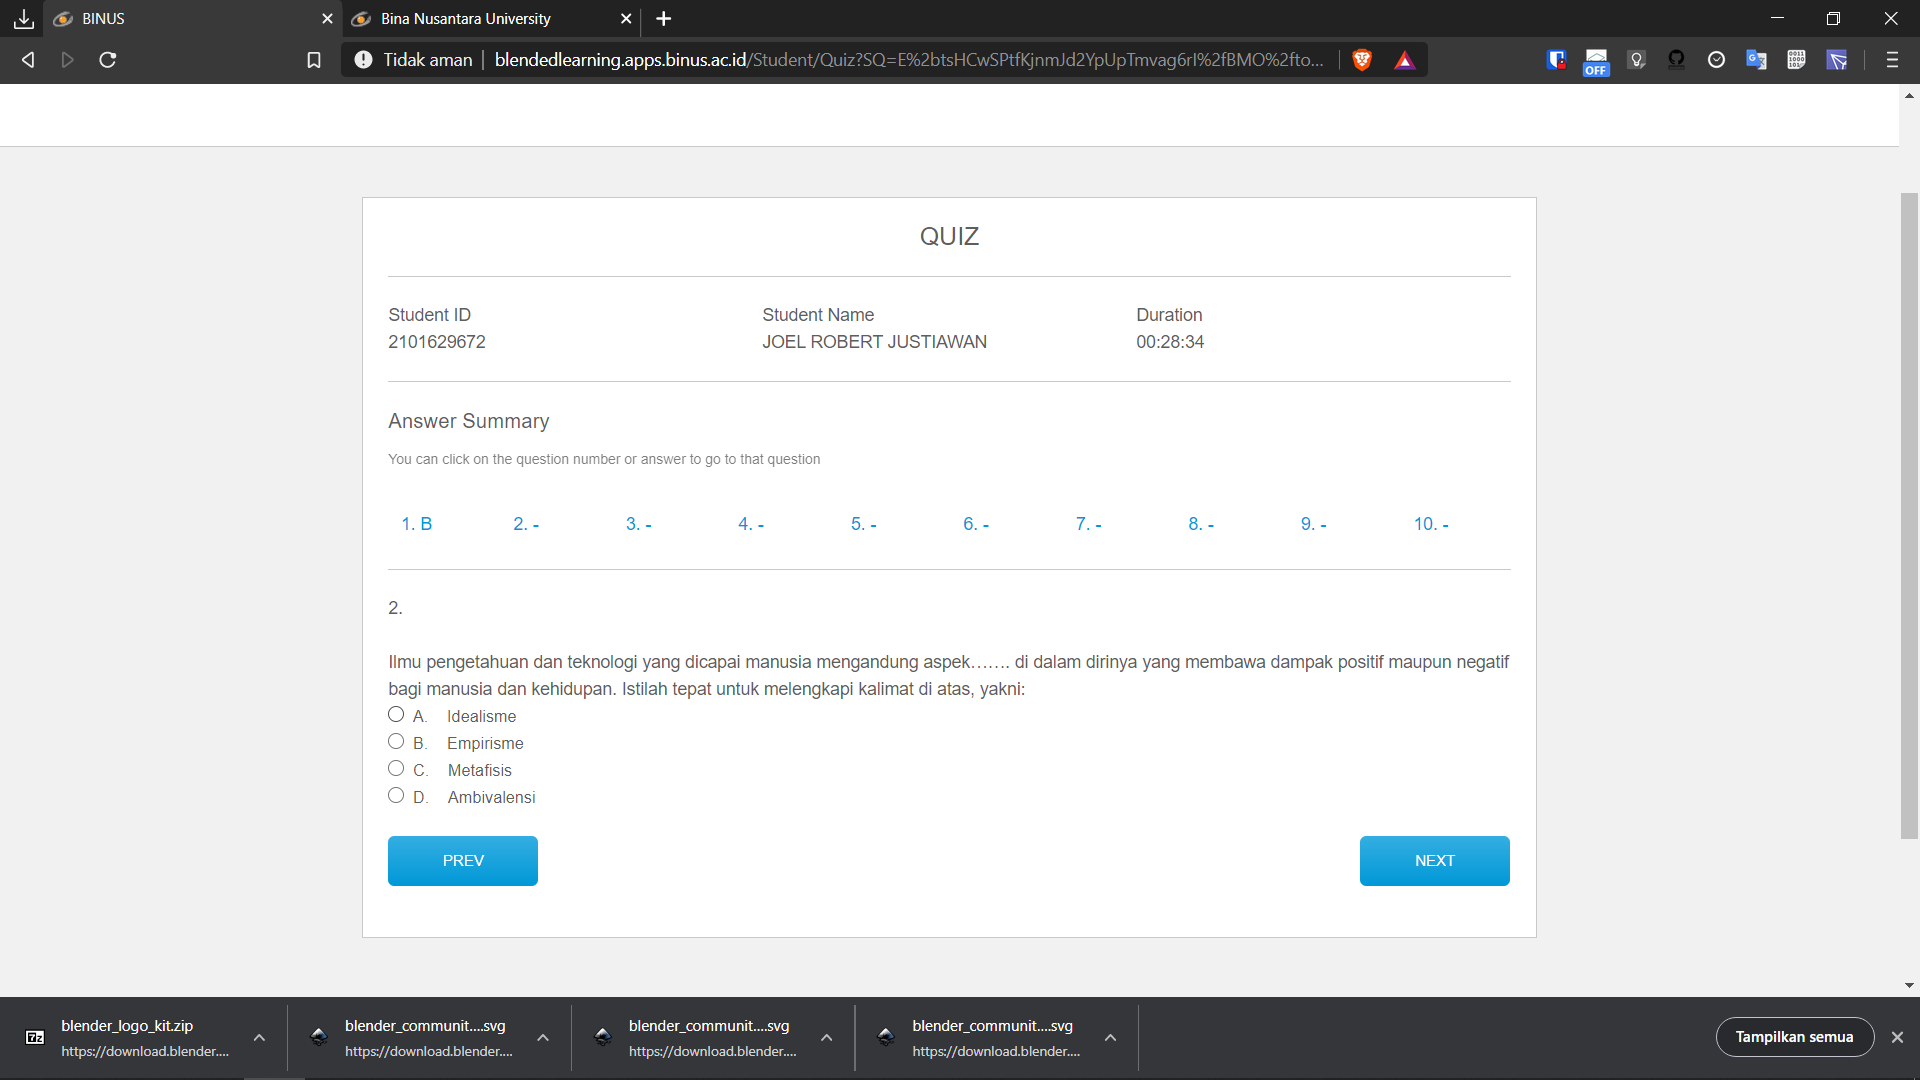 BINUS
Bina Nusantara University
Tidak aman
blendedlearning.apps.binus.ac.id/Student/Quiz?SQ=E%2btsHCwSPtfKjnmJd2YpUpTmvag6rI%2fBMO%2fto...
OFF
QUIZ
Student ID
Student Name
Duration
2101629672
JOEL ROBERT JUSTIAWAN
00:28:34
Answer Summary
You can click on the question number or answer to go to that question
1. B
2. -
3. -
4. -
5. -
6. -
7. -
8. -
9. -
10. -
2.
Ilmu pengetahuan dan teknologi yang dicapai manusia mengandung aspek……. di dalam dirinya yang membawa dampak positif maupun negatif
bagi manusia dan kehidupan. Istilah tepat untuk melengkapi kalimat di atas, yakni:
A. Idealisme
B. Empirisme
C. Metafisis
D. Ambivalensi
PREV
NEXT
7z
blender_logo_kit.zip
https://download.blender....
blender_communit....svg
https://download.blender....
blender_communit....svg
https://download.blender....
blender_communit....svg
https://download.blender....
Tampilkan semua